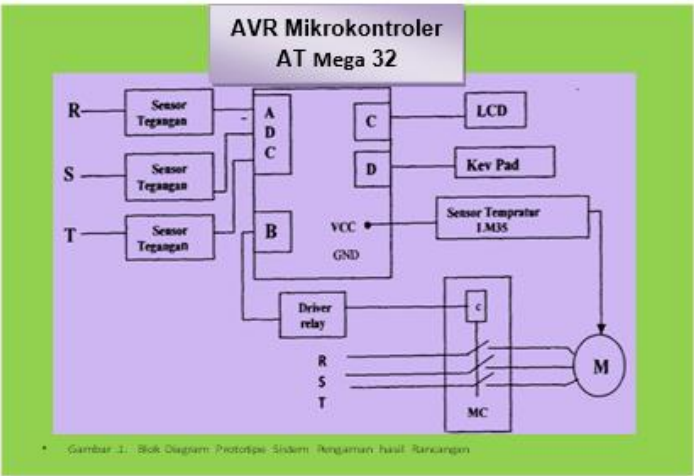 AVR Mikrokontroler
AT Mega 32
R
Sensor
Tegangan
A
D
C
C
LCD
S
Sensor
Tegangan
D
Kev Pad
T
Sensor
Tegangan
B
VCC
GND
Sensor Tempratur
LM35
Driver
relay
c
R
S
T
M
MC
Gambar .1. Blok Diagram Prototipe Sistem Pengaman hasil Rancangan